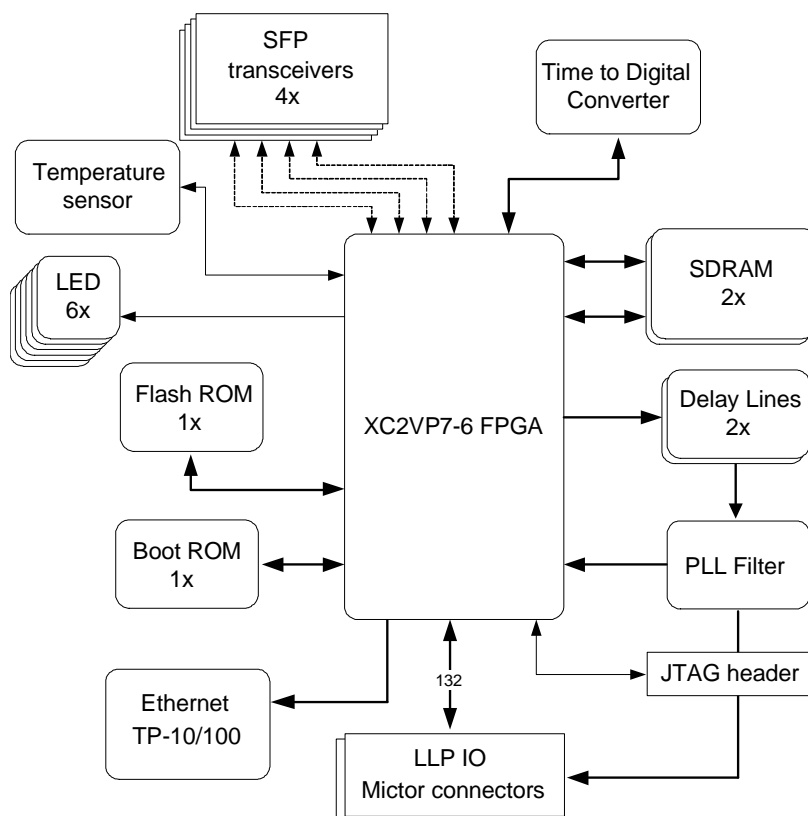 SFP
transceivers
4x
Time to Digital
Converter
Temperature
sensor
SDRAM
2x
LED
6x
Flash ROM
1x
XC2VP7-6 FPGA
Delay Lines
2x
Boot ROM
1x
PLL Filter
JTAG header
132
Ethernet
TP-10/100
LLP IO
Mictor connectors